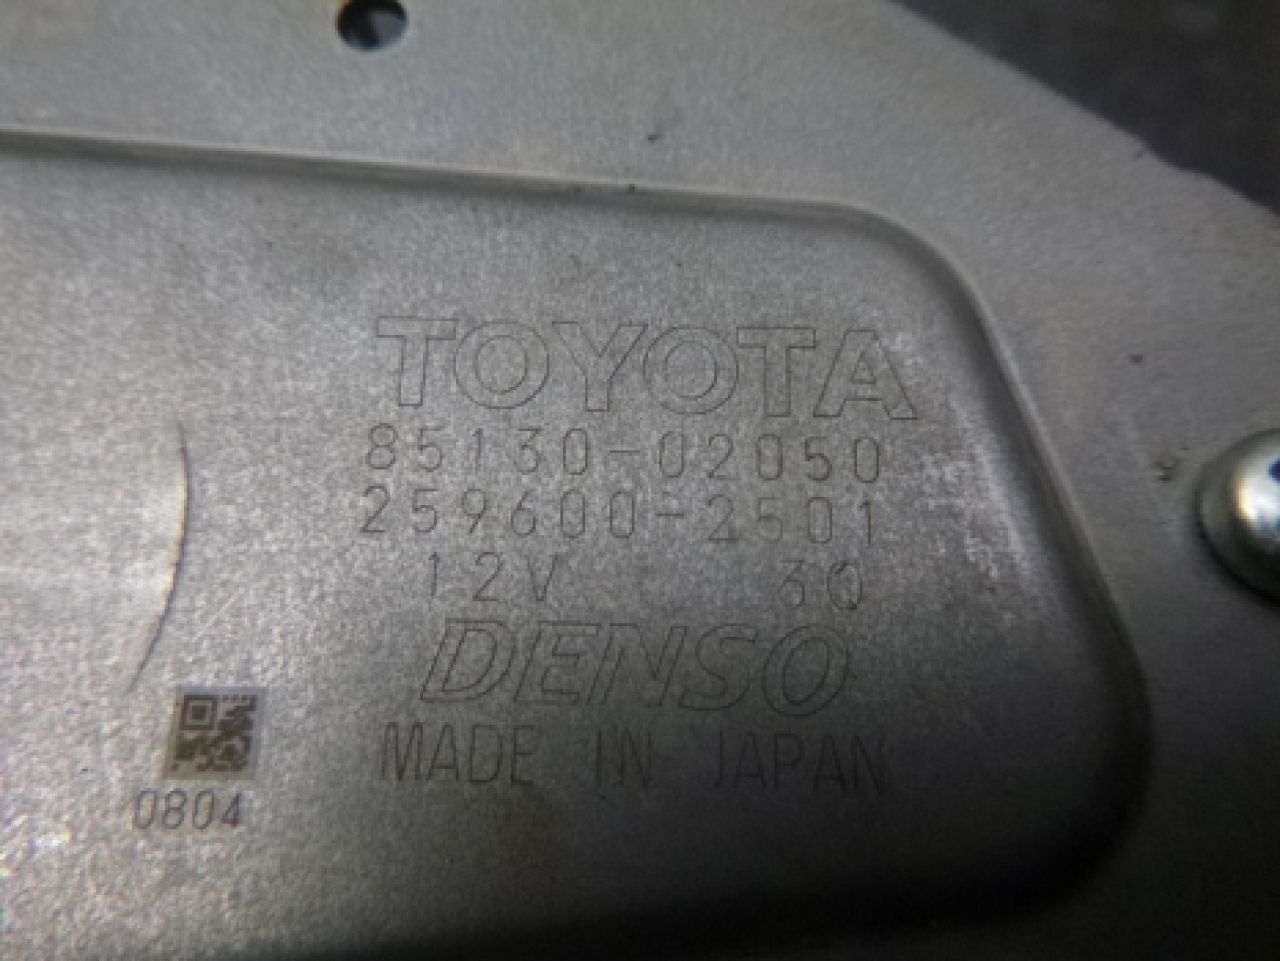 TOYOTA
85130-02050
259600-2501
12V 30
DENSO
MADE IN JAPAN
0804